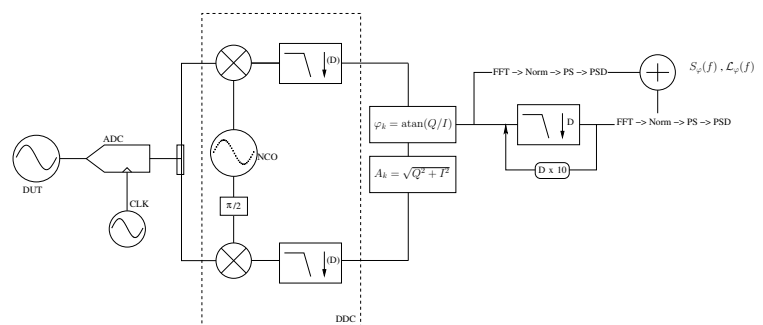 DUT
ADC
CLK
NCO
π/2
(D)
(D)
DDC
φ_k = atan(Q/I)
A_k = √(Q² + I²)
FFT -> Norm -> PS -> PSD
D
D x 10
FFT -> Norm -> PS -> PSD
S_φ(f) , ℒ_φ(f)